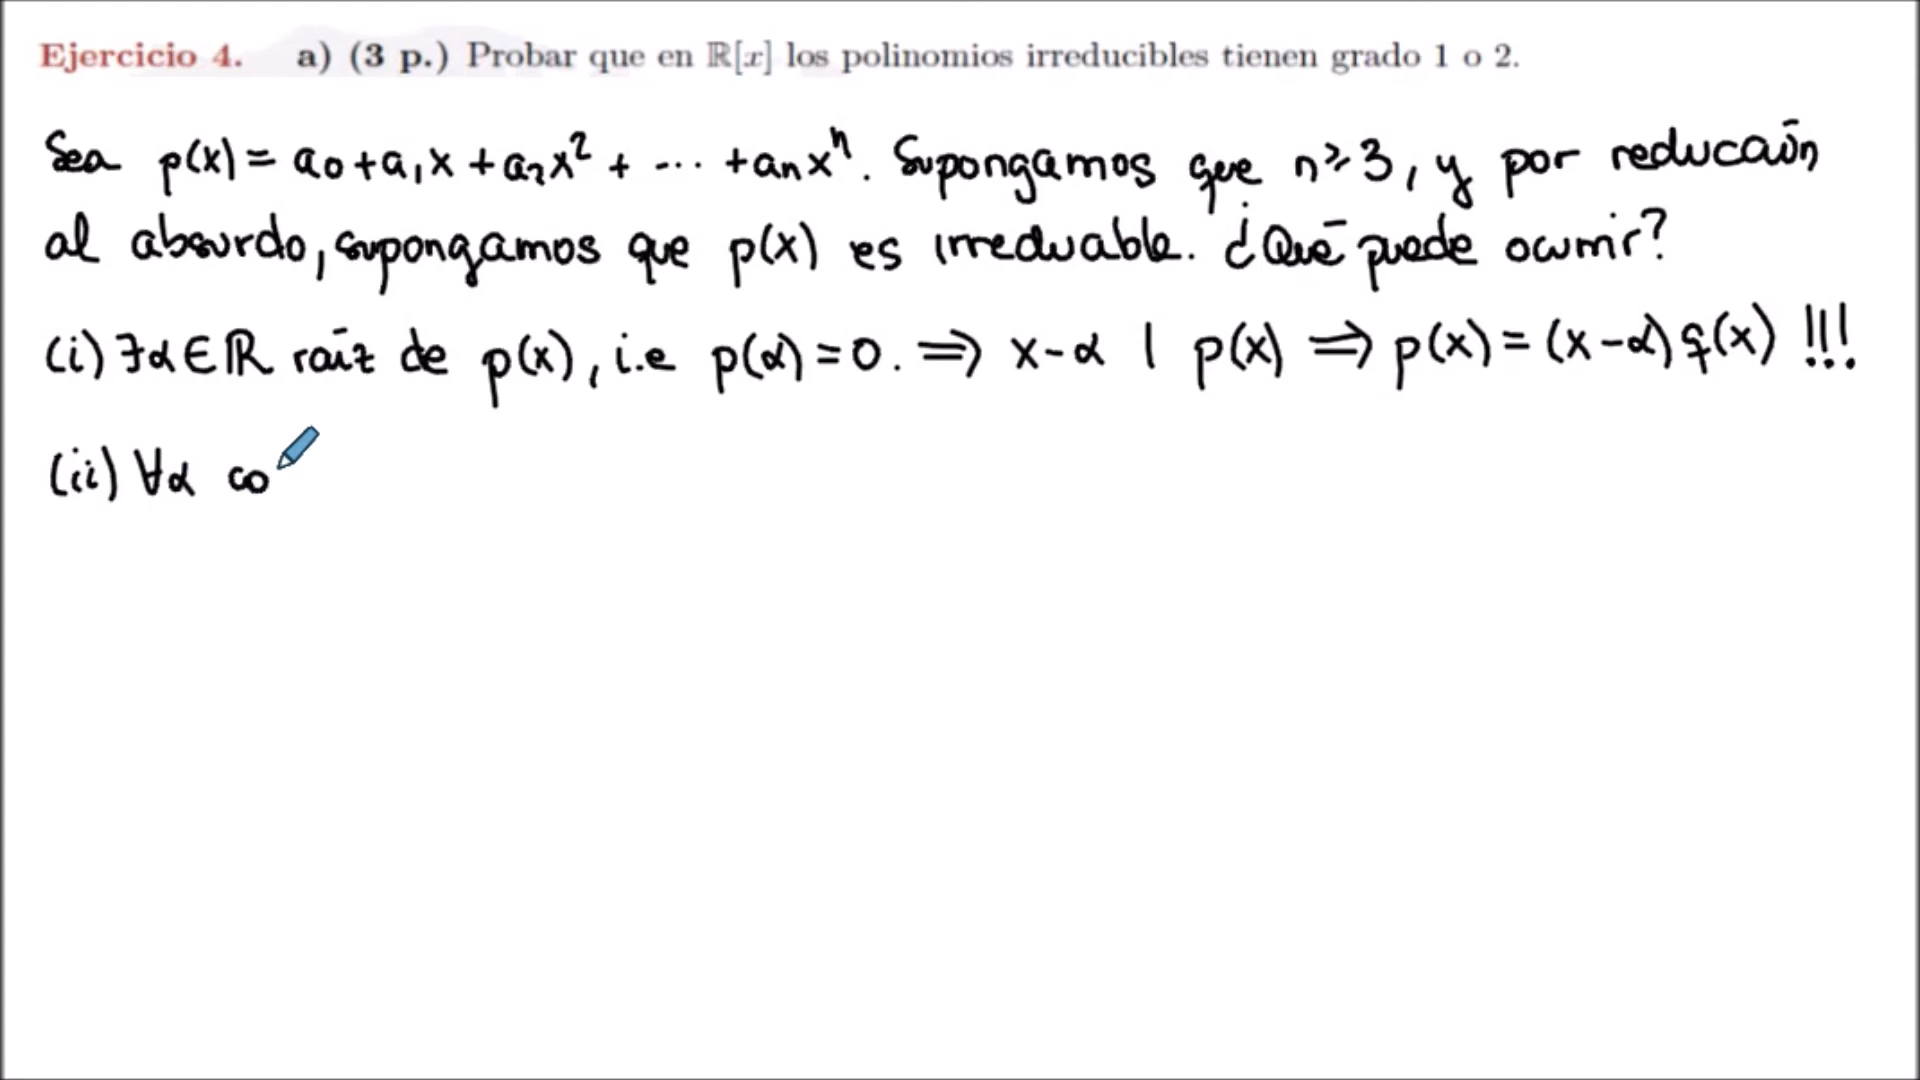 Ejercicio 4. a) (3 p.) Probar que en ℝ[x] los polinomios irreducibles tienen grado 1 o 2.
Sea p(x) = a₀ + a₁x + a₂x² + ... + aₙxⁿ. Supongamos que n ≥ 3, y por reducción
al absurdo, supongamos que p(x) es irreducible. ¿Qué puede ocurrir?
(i) ∃α∈ℝ raíz de p(x), i.e p(α) = 0. ⇒ x-α | p(x) ⇒ p(x) = (x-α) q(x) !!!
(ii) ∀α co